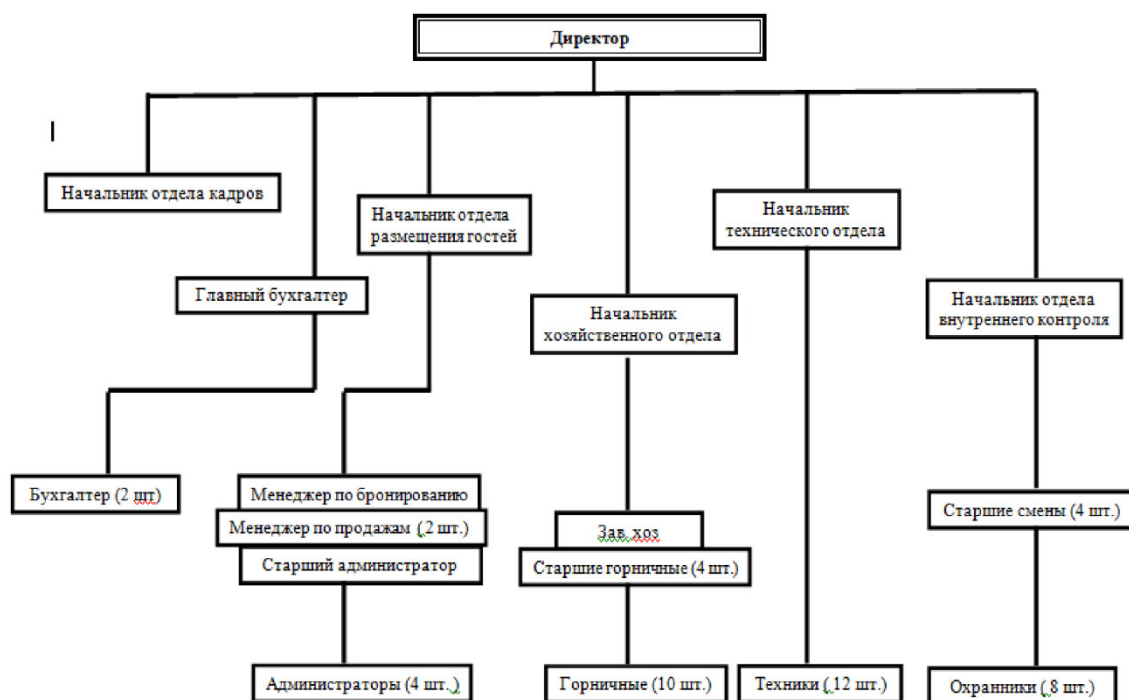 Директор
Начальник отдела кадров
Начальник отдела
размещения гостей
Начальник
технического отдела
Главный бухгалтер
Начальник
хозяйственного отдела
Начальник отдела
внутреннего контроля
Бухгалтер (2 шт)
Менеджер по бронированию
Менеджер по продажам ( 2 шт.)
Старший администратор
Зав. хоз
Старшие горничные (4 шт.)
Старшие смены (4 шт.)
Администраторы (4 шт. )
Горничные (10 шт.)
Техники ( 12 шт.)
Охранники ( 8 шт.)